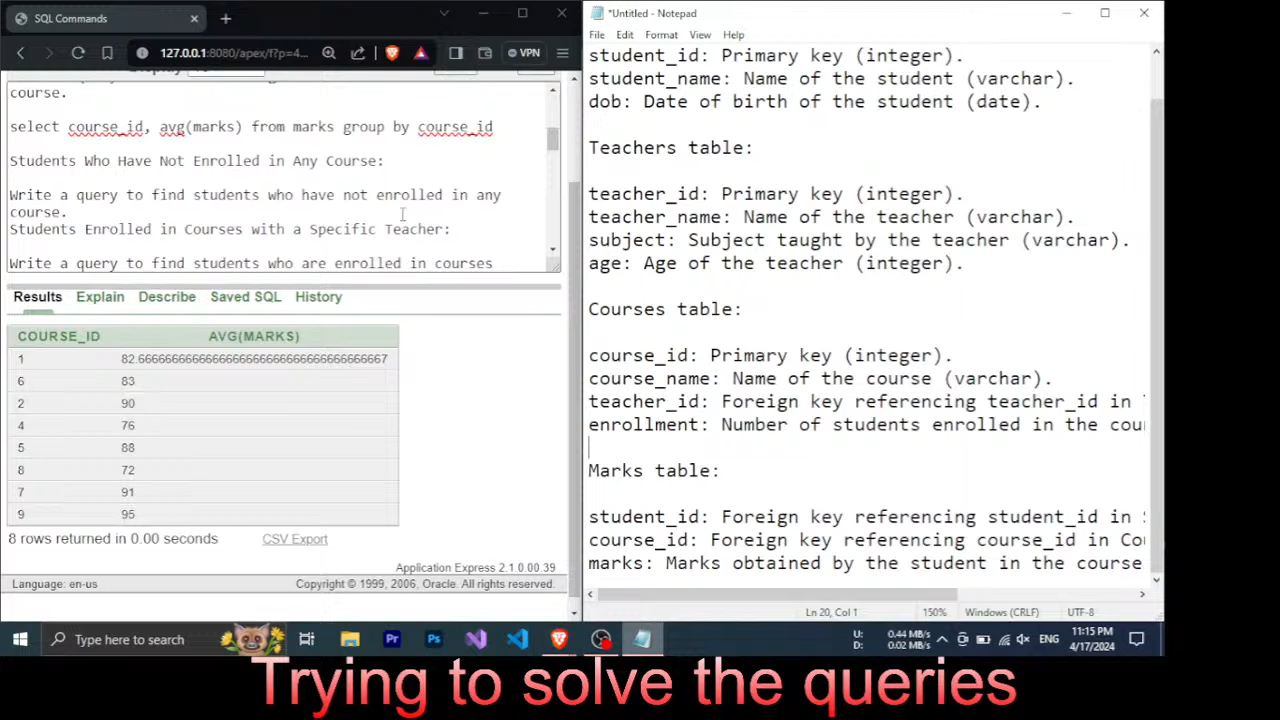 SQL Commands
127.0.0.1:8080/apex/f?p=4...
VPN
course.
select course_id, avg(marks) from marks group by course_id
Students Who Have Not Enrolled in Any Course:
Write a query to find students who have not enrolled in any
course.
Students Enrolled in Courses with a Specific Teacher:
Write a query to find students who are enrolled in courses
Results Explain Describe Saved SQL History
COURSE_ID AVG(MARKS)
1 82.6666666666666666666666666666666666667
6 83
2 90
4 76
5 88
8 72
7 91
9 95
8 rows returned in 0.00 seconds CSV Export
Application Express 2.1.0.00.39
Language: en-us Copyright © 1999, 2006, Oracle. All rights reserved.
*Untitled - Notepad
File Edit Format View Help
student_id: Primary key (integer).
student_name: Name of the student (varchar).
dob: Date of birth of the student (date).
Teachers table:
teacher_id: Primary key (integer).
teacher_name: Name of the teacher (varchar).
subject: Subject taught by the teacher (varchar).
age: Age of the teacher (integer).
Courses table:
course_id: Primary key (integer).
course_name: Name of the course (varchar).
teacher_id: Foreign key referencing teacher_id in
enrollment: Number of students enrolled in the cou
Marks table:
student_id: Foreign key referencing student_id in
course_id: Foreign key referencing course_id in Co
marks: Marks obtained by the student in the course
Ln 20, Col 1 150% Windows (CRLF) UTF-8
Type here to search
Pr
Ps
U: 0.44 MB/s
D: 0.02 MB/s
ENG
11:15 PM
4/17/2024
Trying to solve the queries